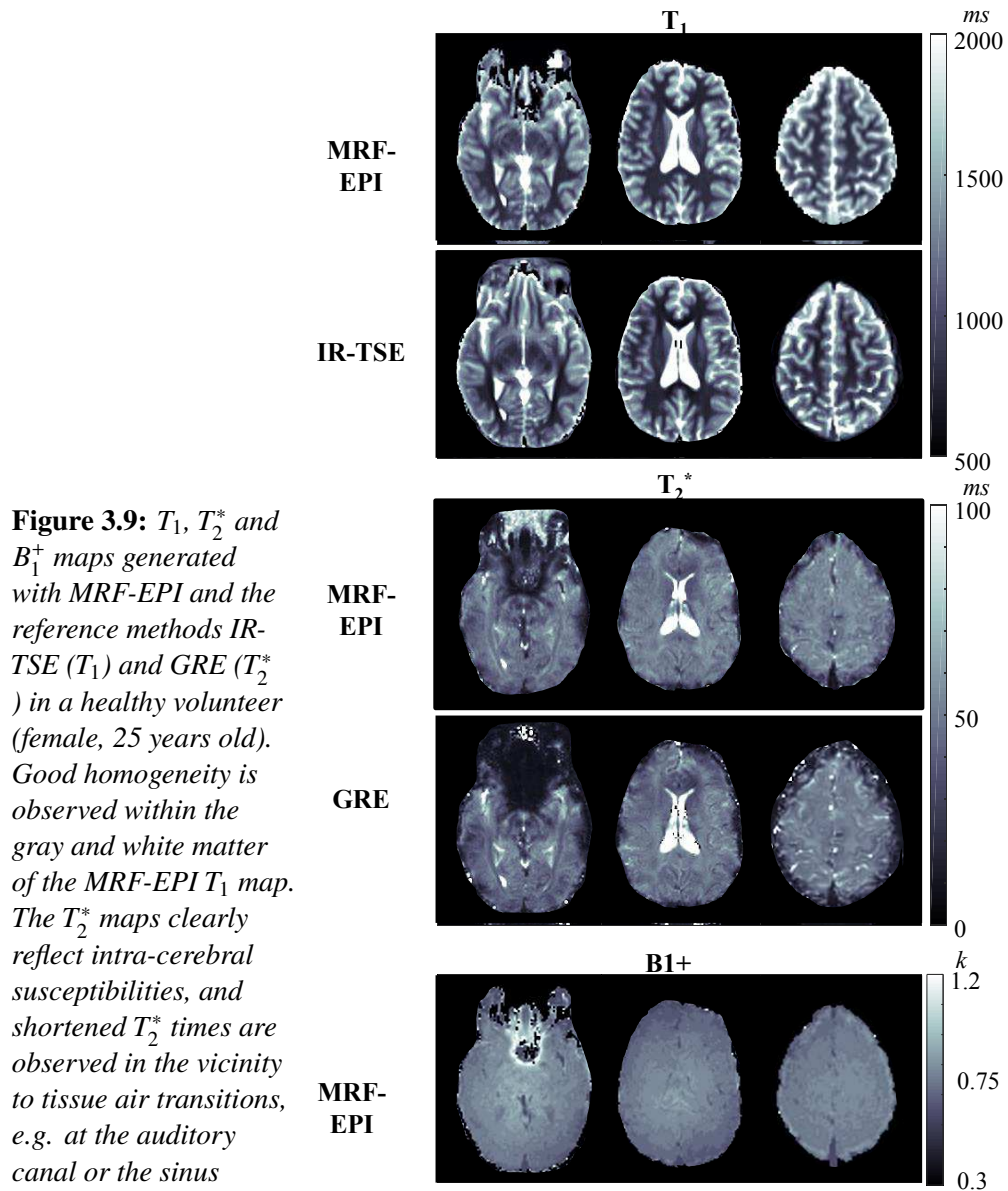 T₁
ms
2000
MRF-
EPI
1500
1000
IR-TSE
500
T₂*
ms
100
MRF-
EPI
50
GRE
0
B1+
k
1.2
MRF-
EPI
0.75
0.3
Figure 3.9: T₁, T₂* and
B₁⁺ maps generated
with MRF-EPI and the
reference methods IR-
TSE (T₁) and GRE (T₂*
) in a healthy volunteer
(female, 25 years old).
Good homogeneity is
observed within the
gray and white matter
of the MRF-EPI T₁ map.
The T₂* maps clearly
reflect intra-cerebral
susceptibilities, and
shortened T₂* times are
observed in the vicinity
to tissue air transitions,
e.g. at the auditory
canal or the sinus